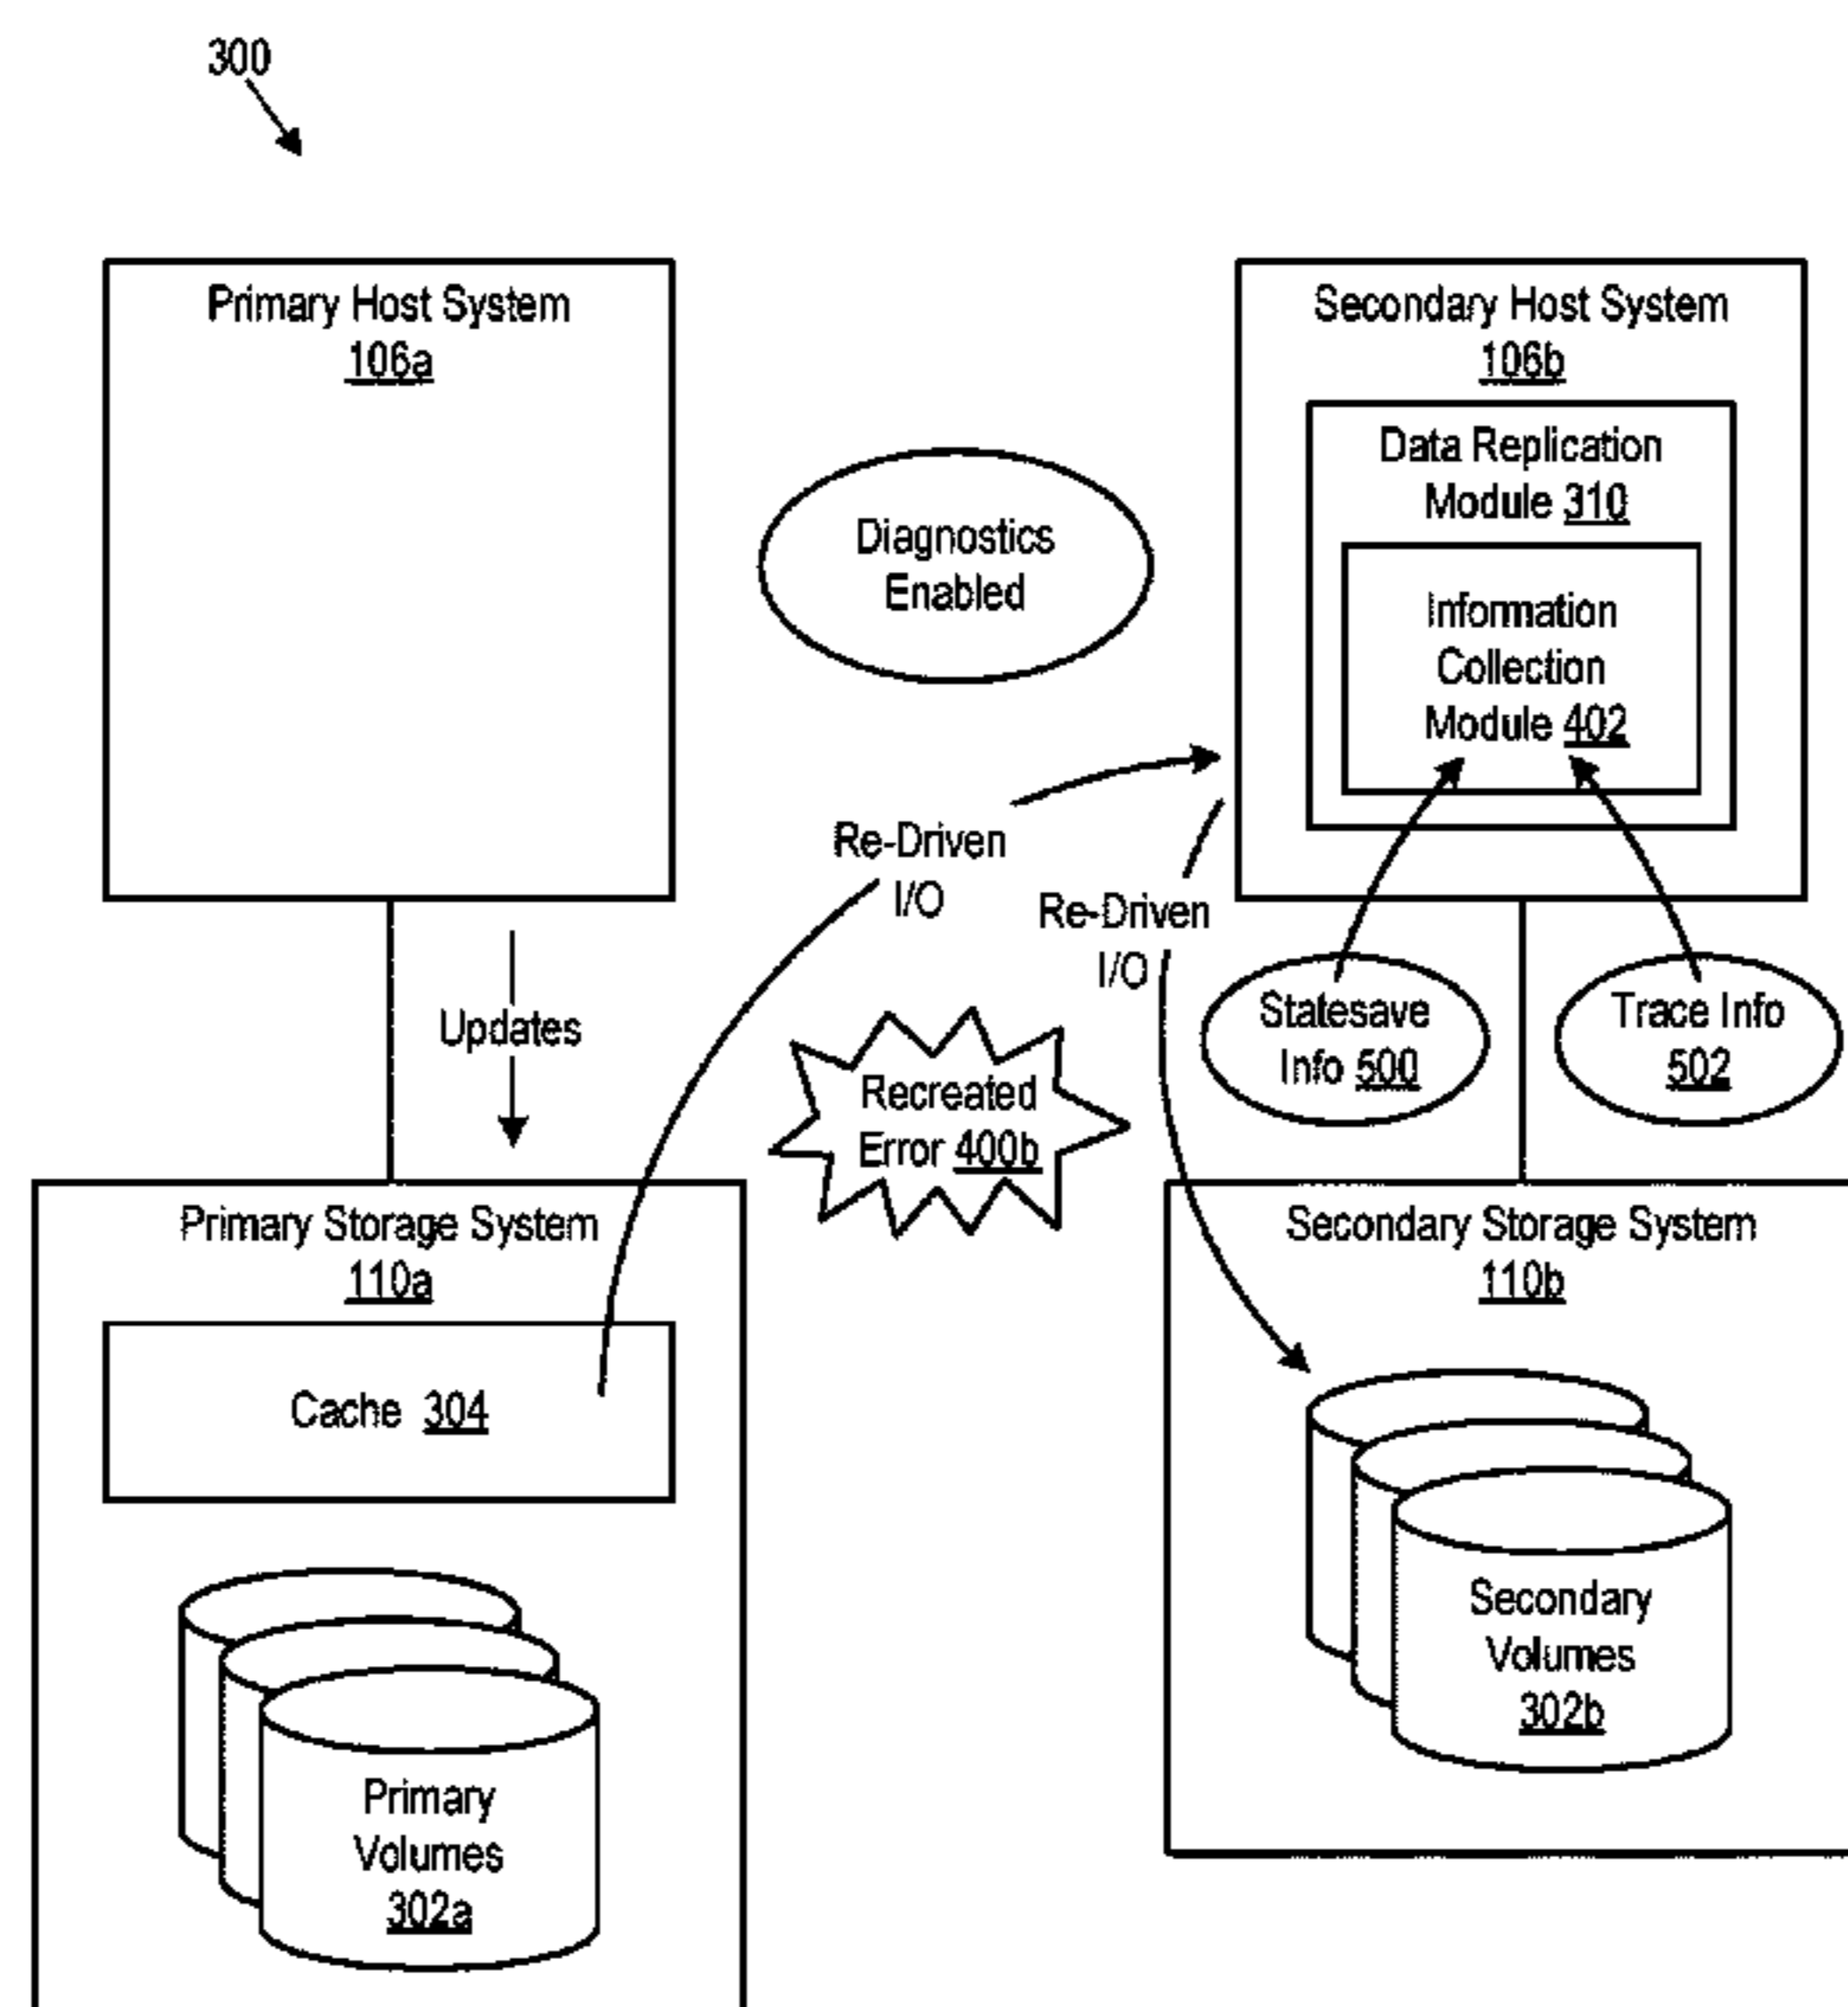 300
Primary Host System
106a
Secondary Host System
106b
Data Replication
Module 310
Information
Collection
Module 402
Diagnostics
Enabled
Re-Driven
I/O
Re-Driven
I/O
Updates
Statesave
Info 500
Trace Info
502
Recreated
Error 400b
Primary Storage System
110a
Cache 304
Primary
Volumes
302a
Secondary Storage System
110b
Secondary
Volumes
302b